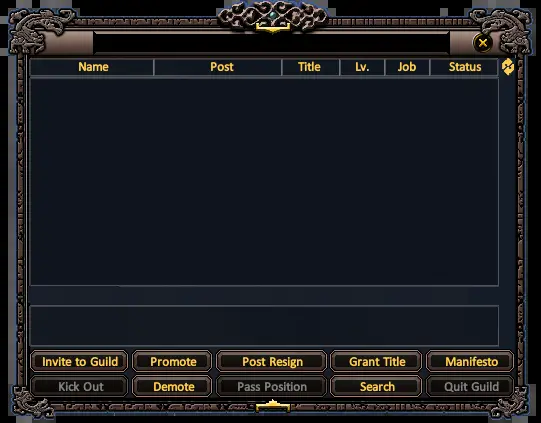 Name Post Title Lv. Job Status
Invite to Guild Promote Post Resign Grant Title Manifesto
Kick Out Demote Pass Position Search Quit Guild